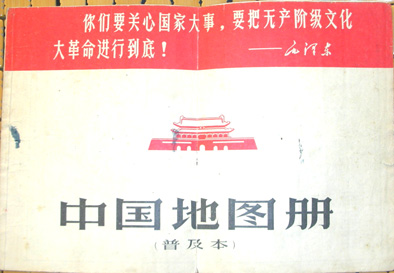 你们要关心国家大事，要把无产阶级文化
大革命进行到底！
——毛泽东
中国地图册
(普及本)